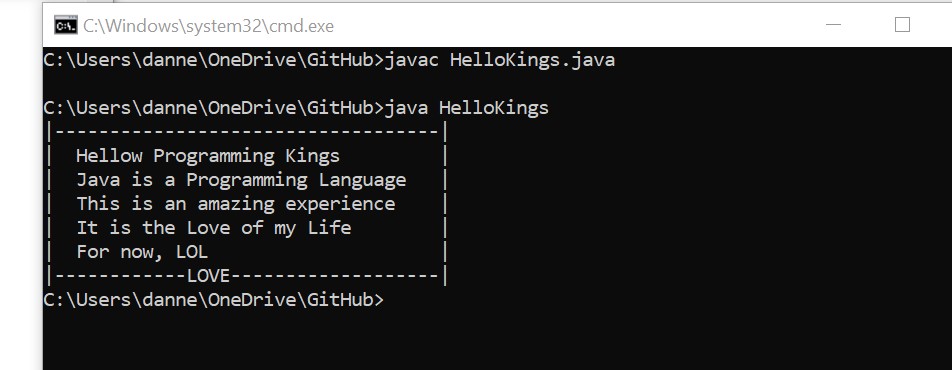 C:\Windows\system32\cmd.exe
C:\Users\danne\OneDrive\GitHub>javac HelloKings.java
C:\Users\danne\OneDrive\GitHub>java HelloKings
|-----------------------------------|
|  Hellow Programming Kings         |
|  Java is a Programming Language   |
|  This is an amazing experience    |
|  It is the Love of my Life        |
|  For now, LOL                     |
|------------LOVE-------------------|
C:\Users\danne\OneDrive\GitHub>